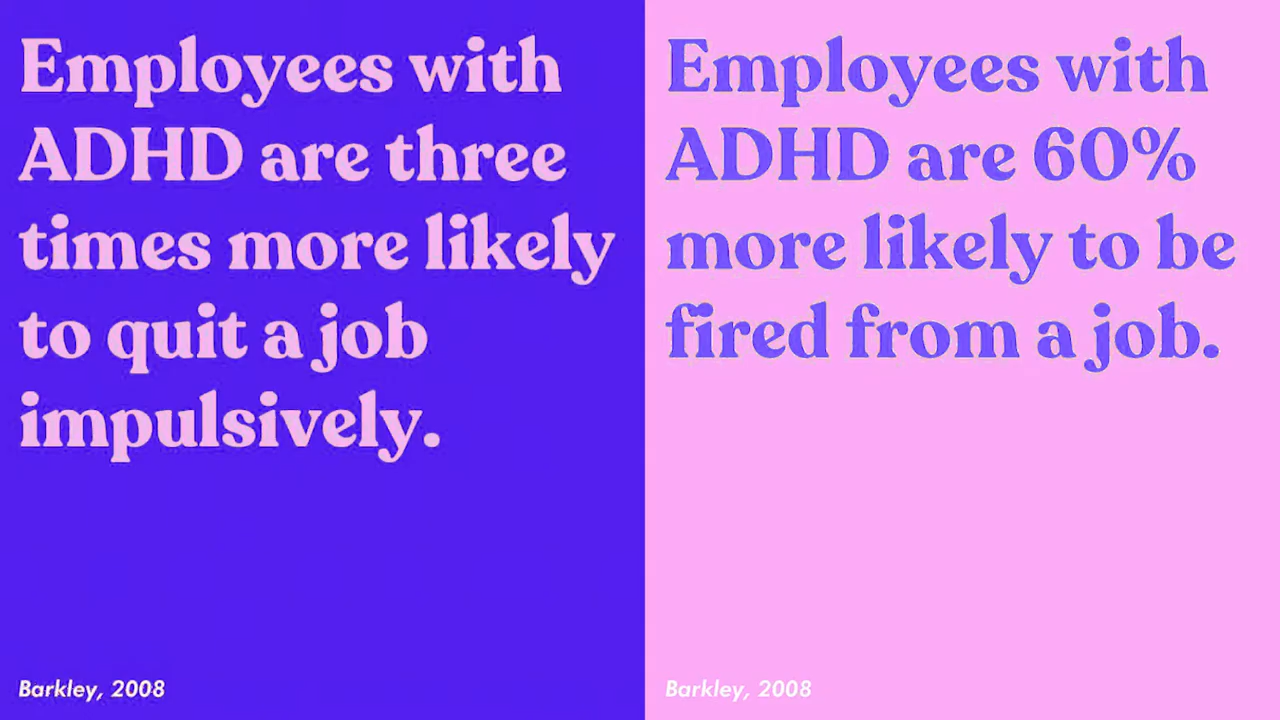 Employees with
ADHD are three
times more likely
to quit a job
impulsively.
Barkley, 2008
Employees with
ADHD are 60%
more likely to be
fired from a job.
Barkley, 2008